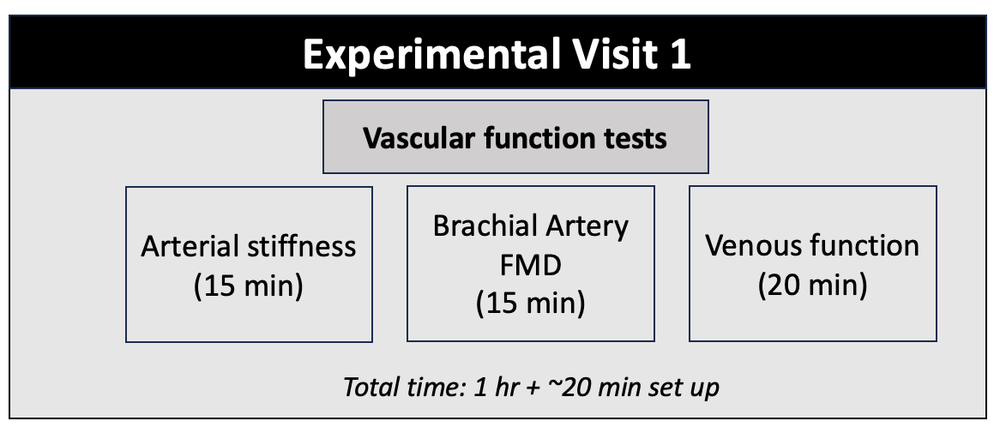 Experimental Visit 1
Vascular function tests
Arterial stiffness
(15 min)
Brachial Artery
FMD
(15 min)
Venous function
(20 min)
Total time: 1 hr + ~20 min set up